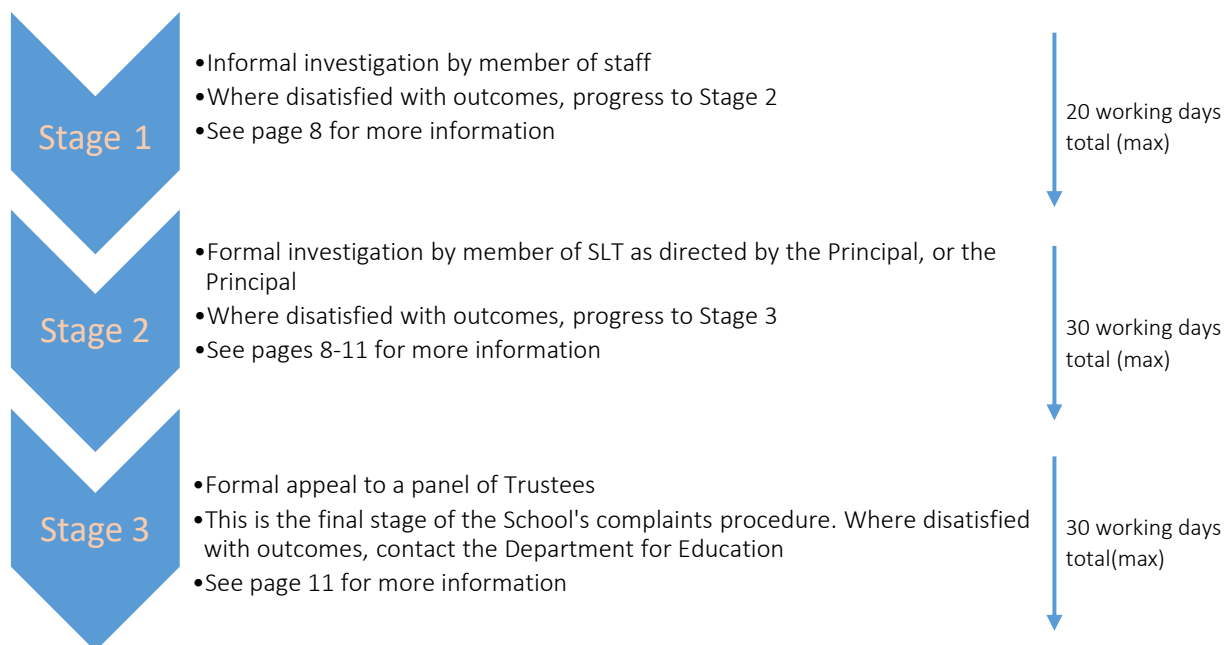 •Informal investigation by member of staff
•Where disatisfied with outcomes, progress to Stage 2
•See page 8 for more information
Stage 1
20 working days
total (max)
•Formal investigation by member of SLT as directed by the Principal, or the
Principal
•Where disatisfied with outcomes, progress to Stage 3
•See pages 8-11 for more information
Stage 2
30 working days
total (max)
•Formal appeal to a panel of Trustees
•This is the final stage of the School's complaints procedure. Where disatisfied
with outcomes, contact the Department for Education
•See page 11 for more information
Stage 3
30 working days
total(max)